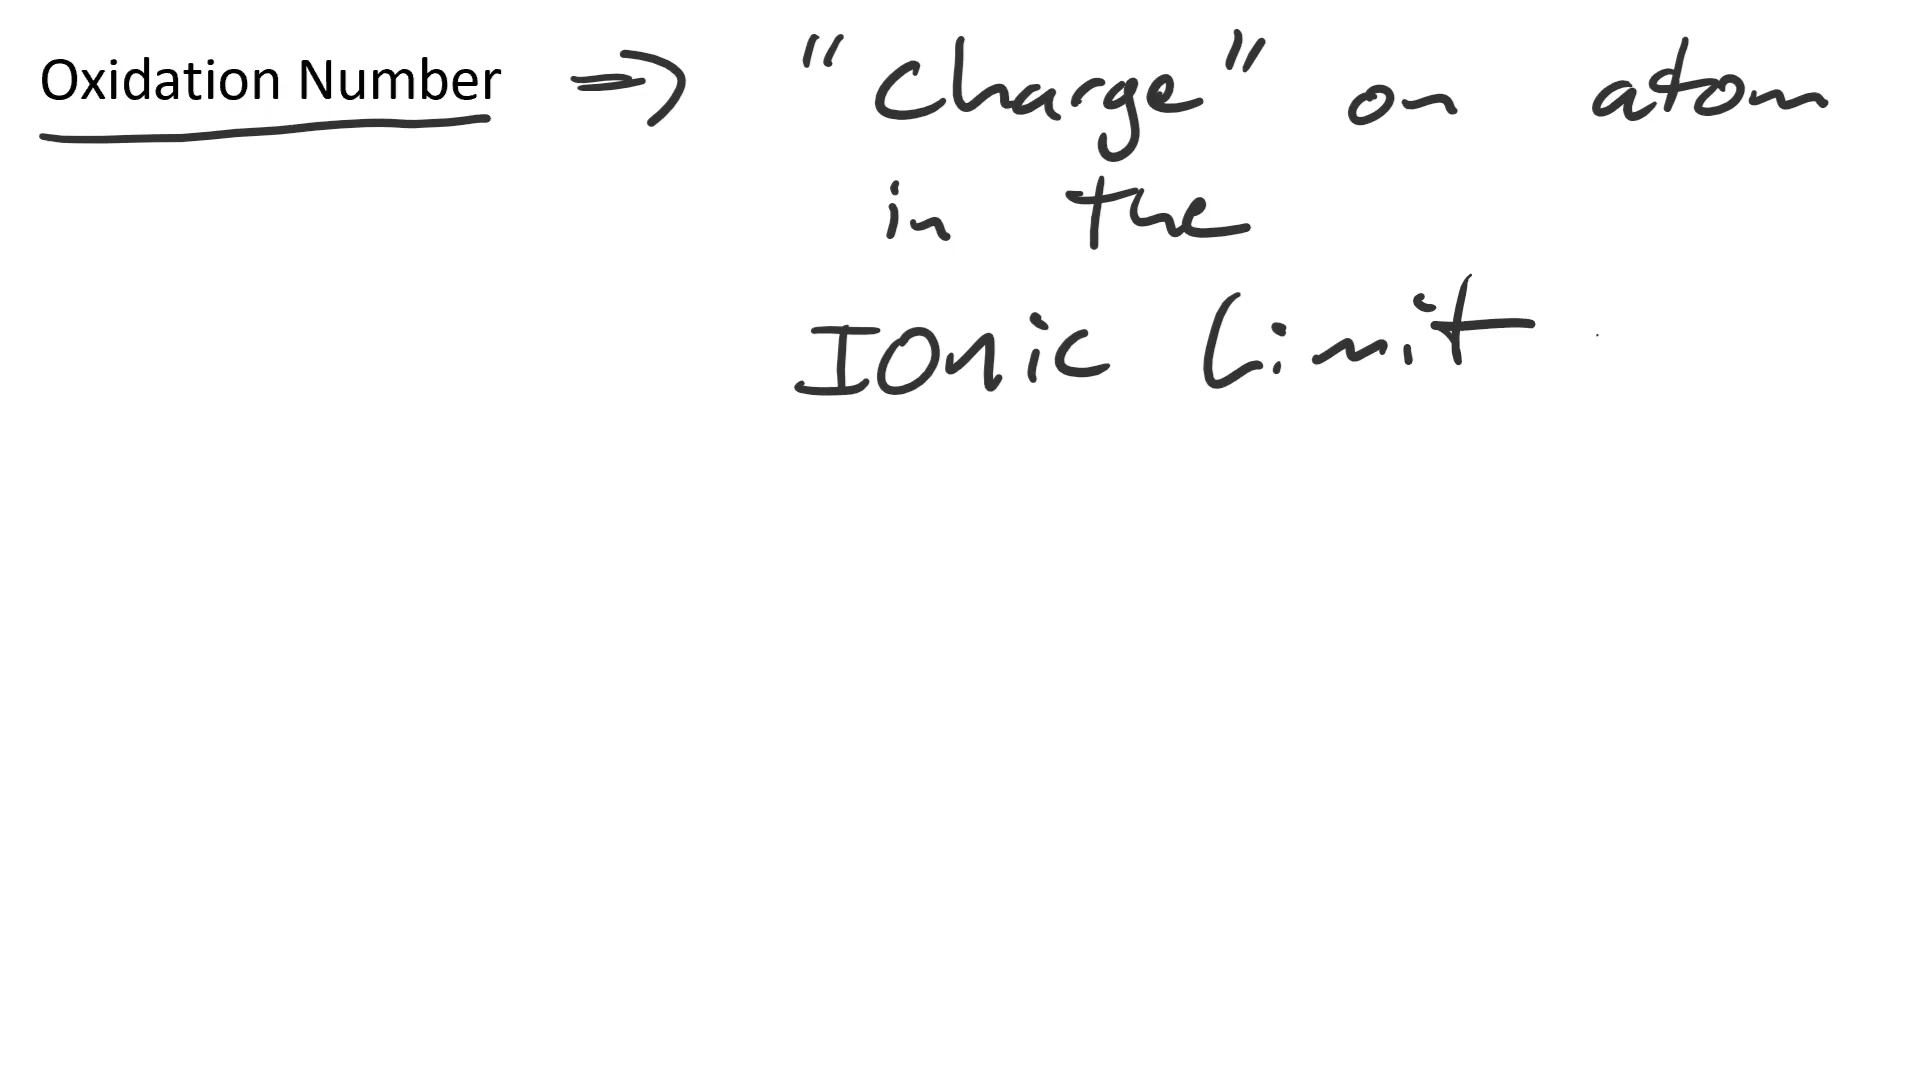 Oxidation Number ⇒ "charge" on atom
in the
Ionic Limit